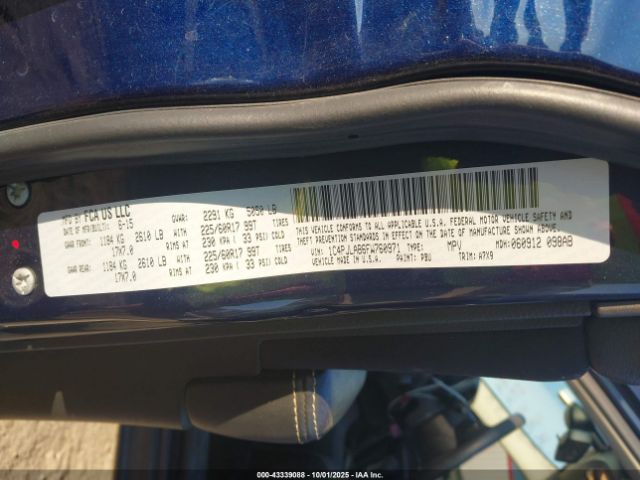 MFD BY FCA US LLC
DATE OF MFR(BUILT): 6-15 GVWR: 2291 KG 5050 LB
GAWR FRONT: 1184 KG 2610 LB WITH 225/60R17 99T TIRES
17X7.0 RIMS AT 230 KPA ( 33 PSI) COLD
GAWR REAR: 1184 KG 2610 LB WITH 225/60R17 99T TIRES
17X7.0 RIMS AT 230 KPA ( 33 PSI) COLD
THIS VEHICLE CONFORMS TO ALL APPLICABLE U.S.A. FEDERAL MOTOR VEHICLE SAFETY AND
THEFT PREVENTION STANDARDS IN EFFECT ON THE DATE OF MANUFACTURE SHOWN ABOVE.
VIN: 1C4PJLAB6FW760971 TYPE: MPV MDH: 060912 098AB
VEHICLE MADE IN U.S.A. PAINT: PBU TRIM: A7X9
000-43339088 - 10/01/2025 - IAA Inc.